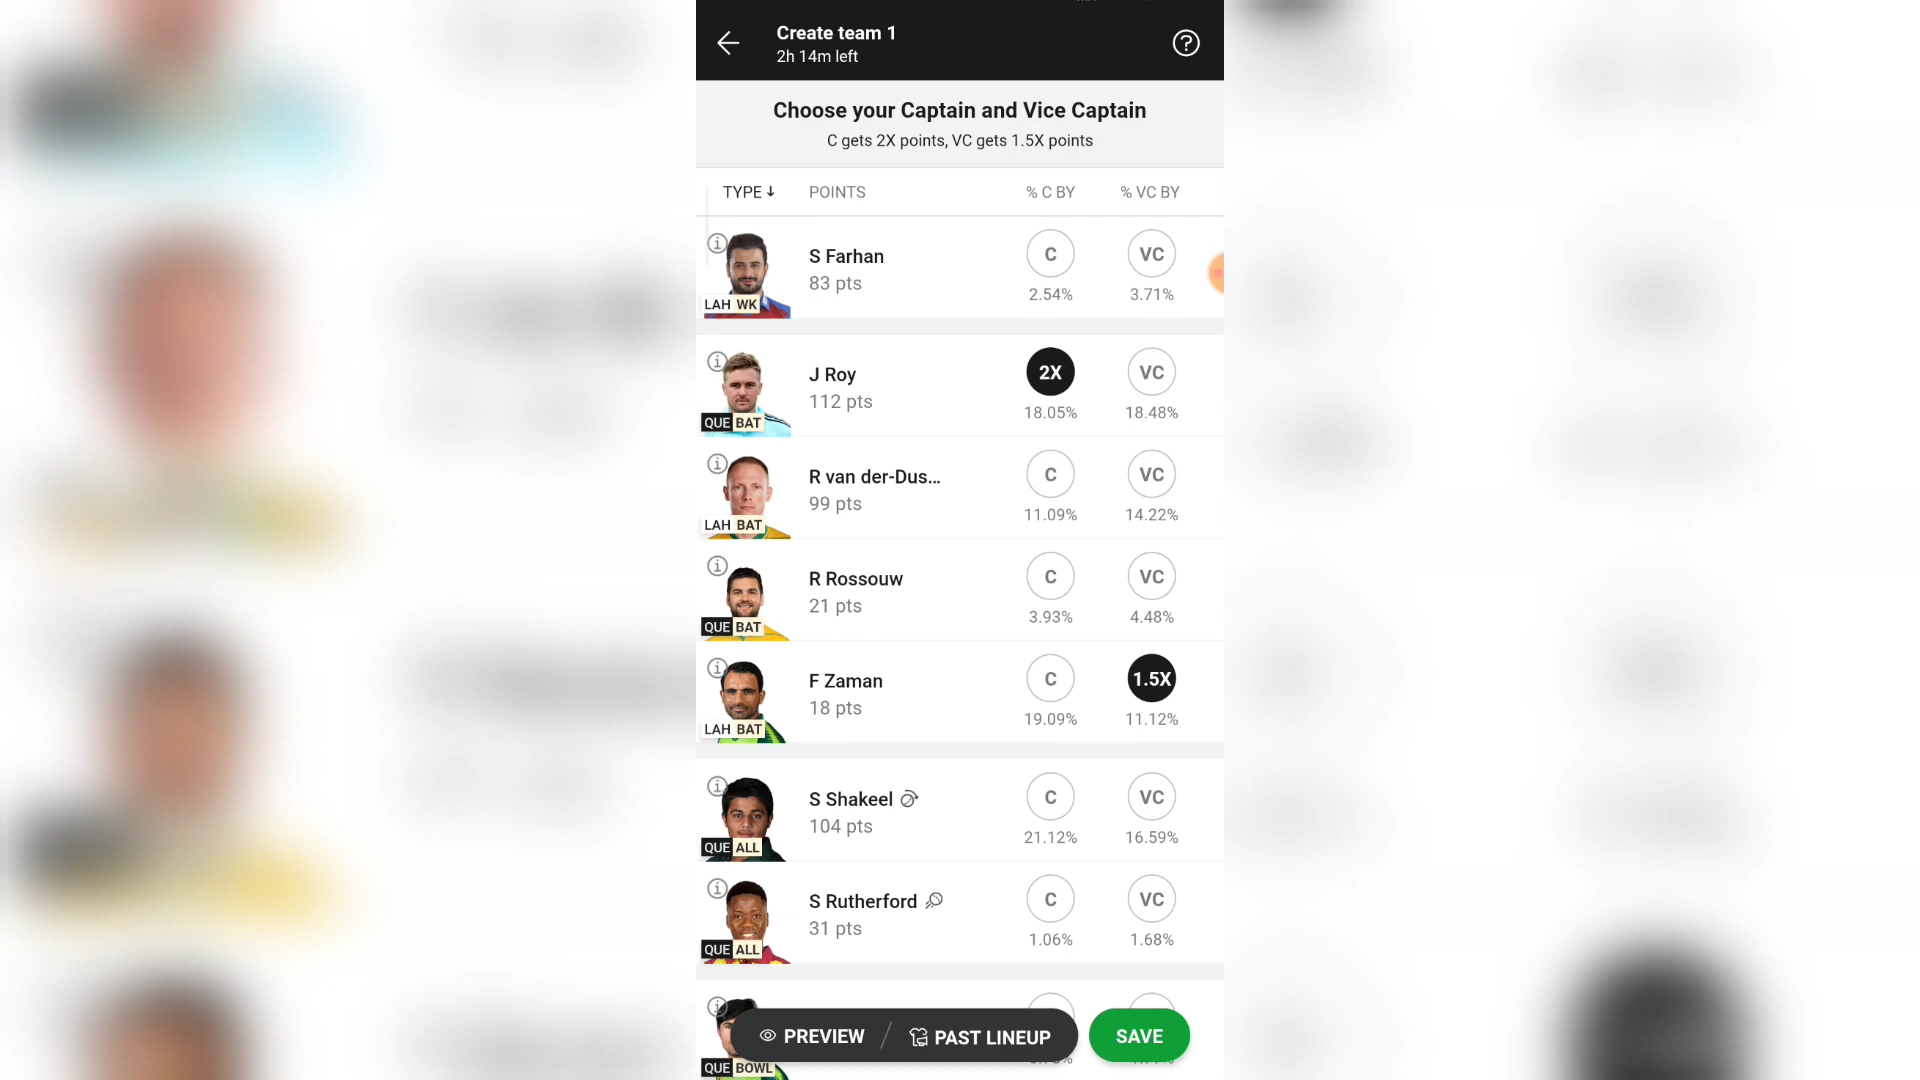 Create team 1
2h 14m left
Choose your Captain and Vice Captain
C gets 2X points, VC gets 1.5X points
TYPE POINTS % C BY % VC BY
S Farhan
83 pts
C VC
2.54% 3.71%
LAH WK
J Roy
112 pts
2X VC
18.05% 18.48%
QUE BAT
R van der-Dus...
99 pts
C VC
11.09% 14.22%
LAH BAT
R Rossouw
21 pts
C VC
3.93% 4.48%
QUE BAT
F Zaman
18 pts
C 1.5X
19.09% 11.12%
LAH BAT
S Shakeel
104 pts
C VC
21.12% 16.59%
QUE ALL
S Rutherford
31 pts
C VC
1.06% 1.68%
QUE ALL
PREVIEW / PAST LINEUP SAVE
QUE BOWL